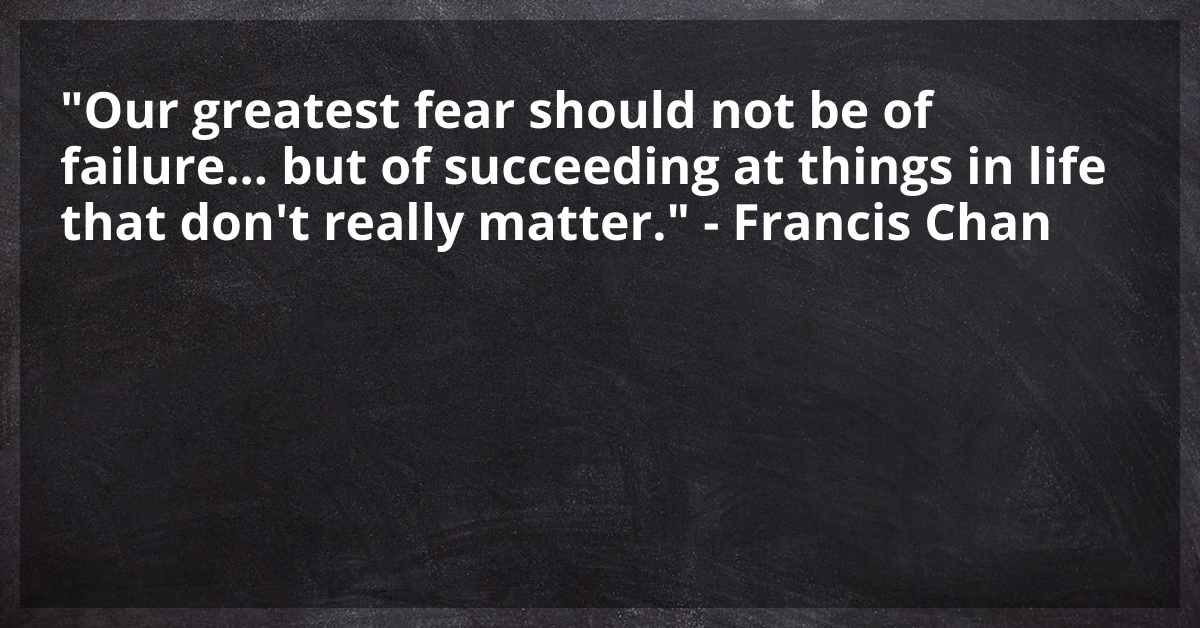 "Our greatest fear should not be of
failure... but of succeeding at things in life
that don't really matter." - Francis Chan